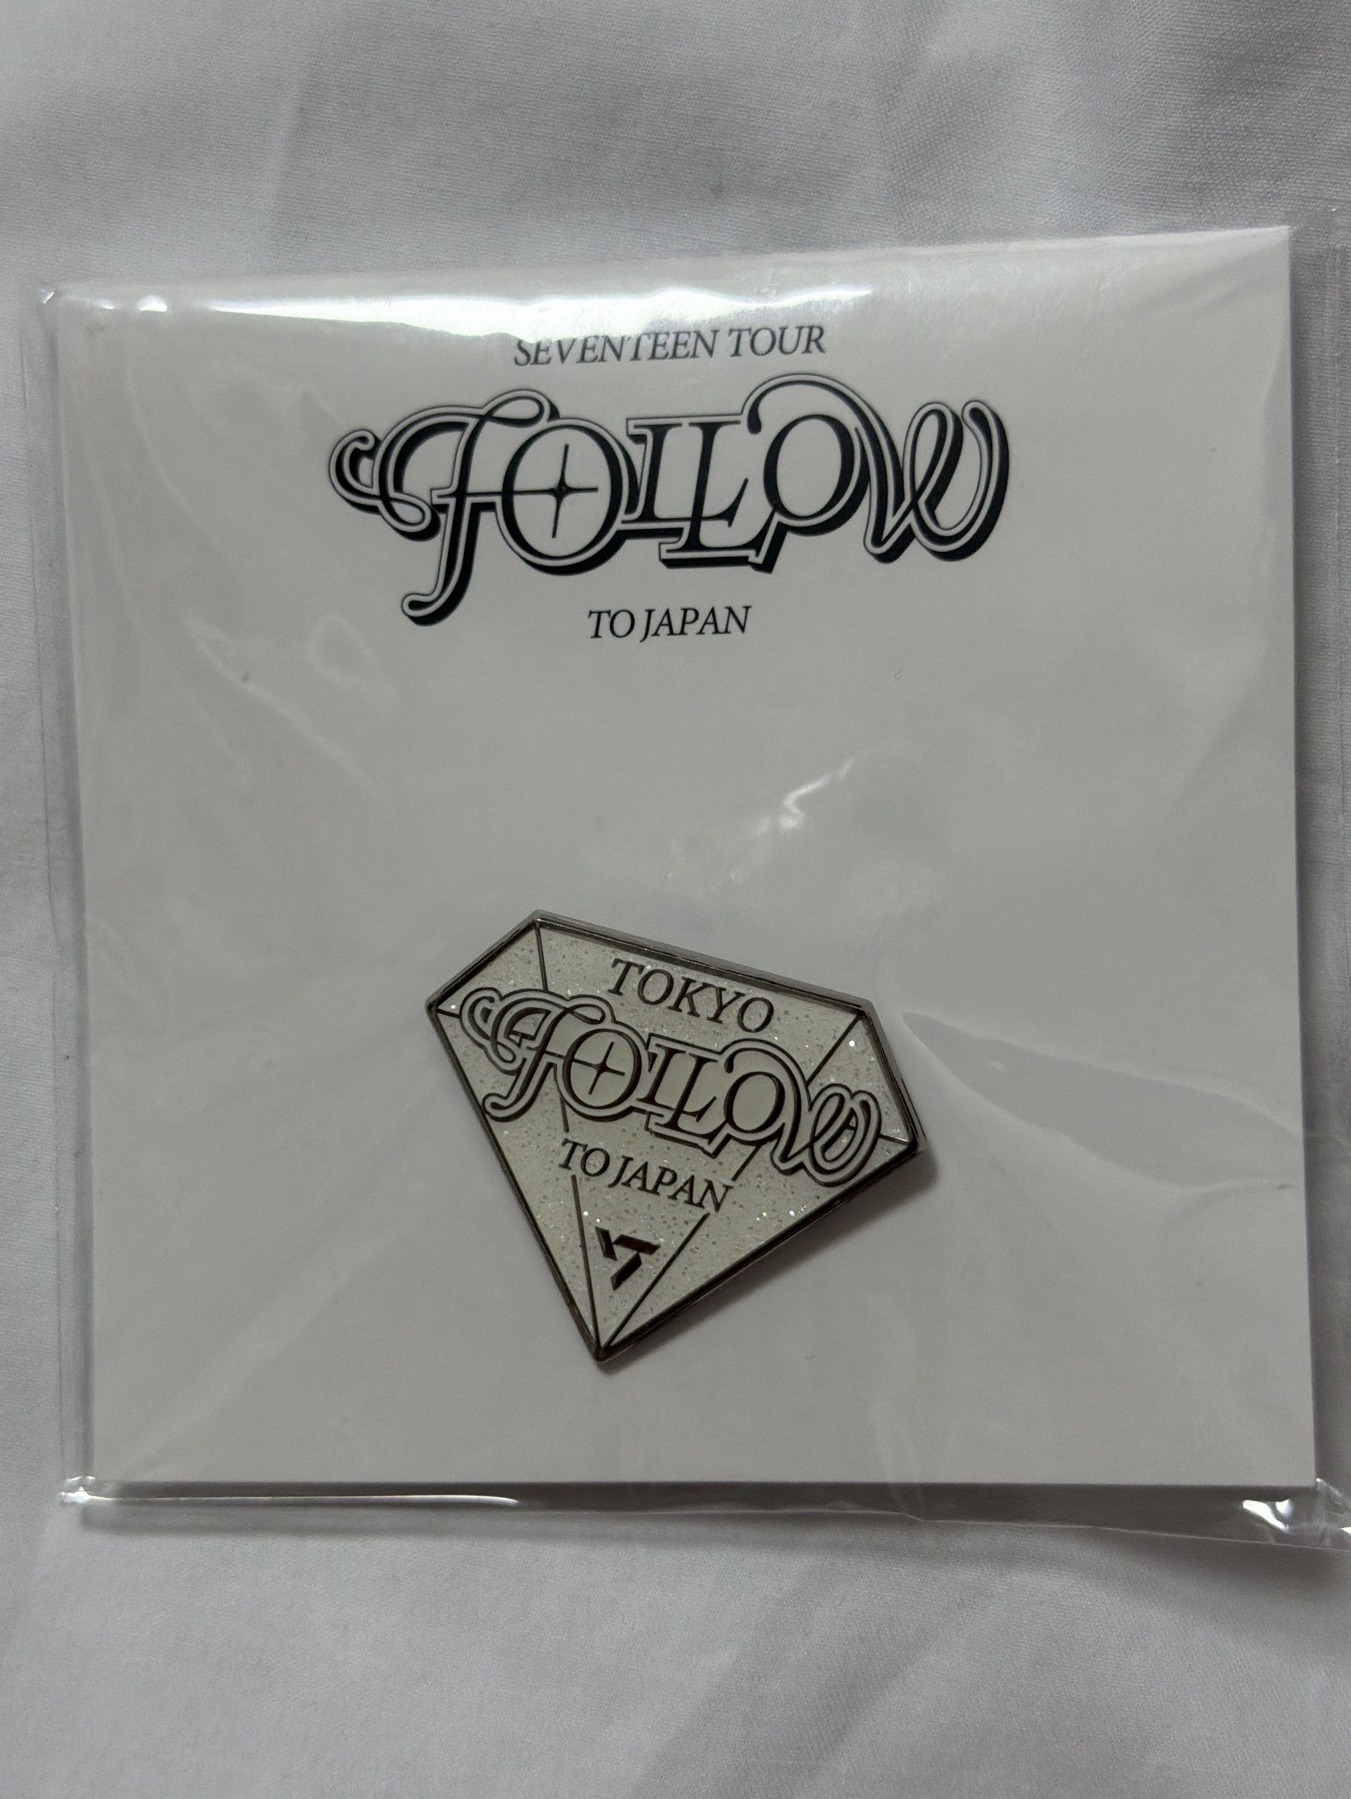 SEVENTEEN TOUR
FOLLOW
TO JAPAN
TOKYO
FOLLOW
TO JAPAN